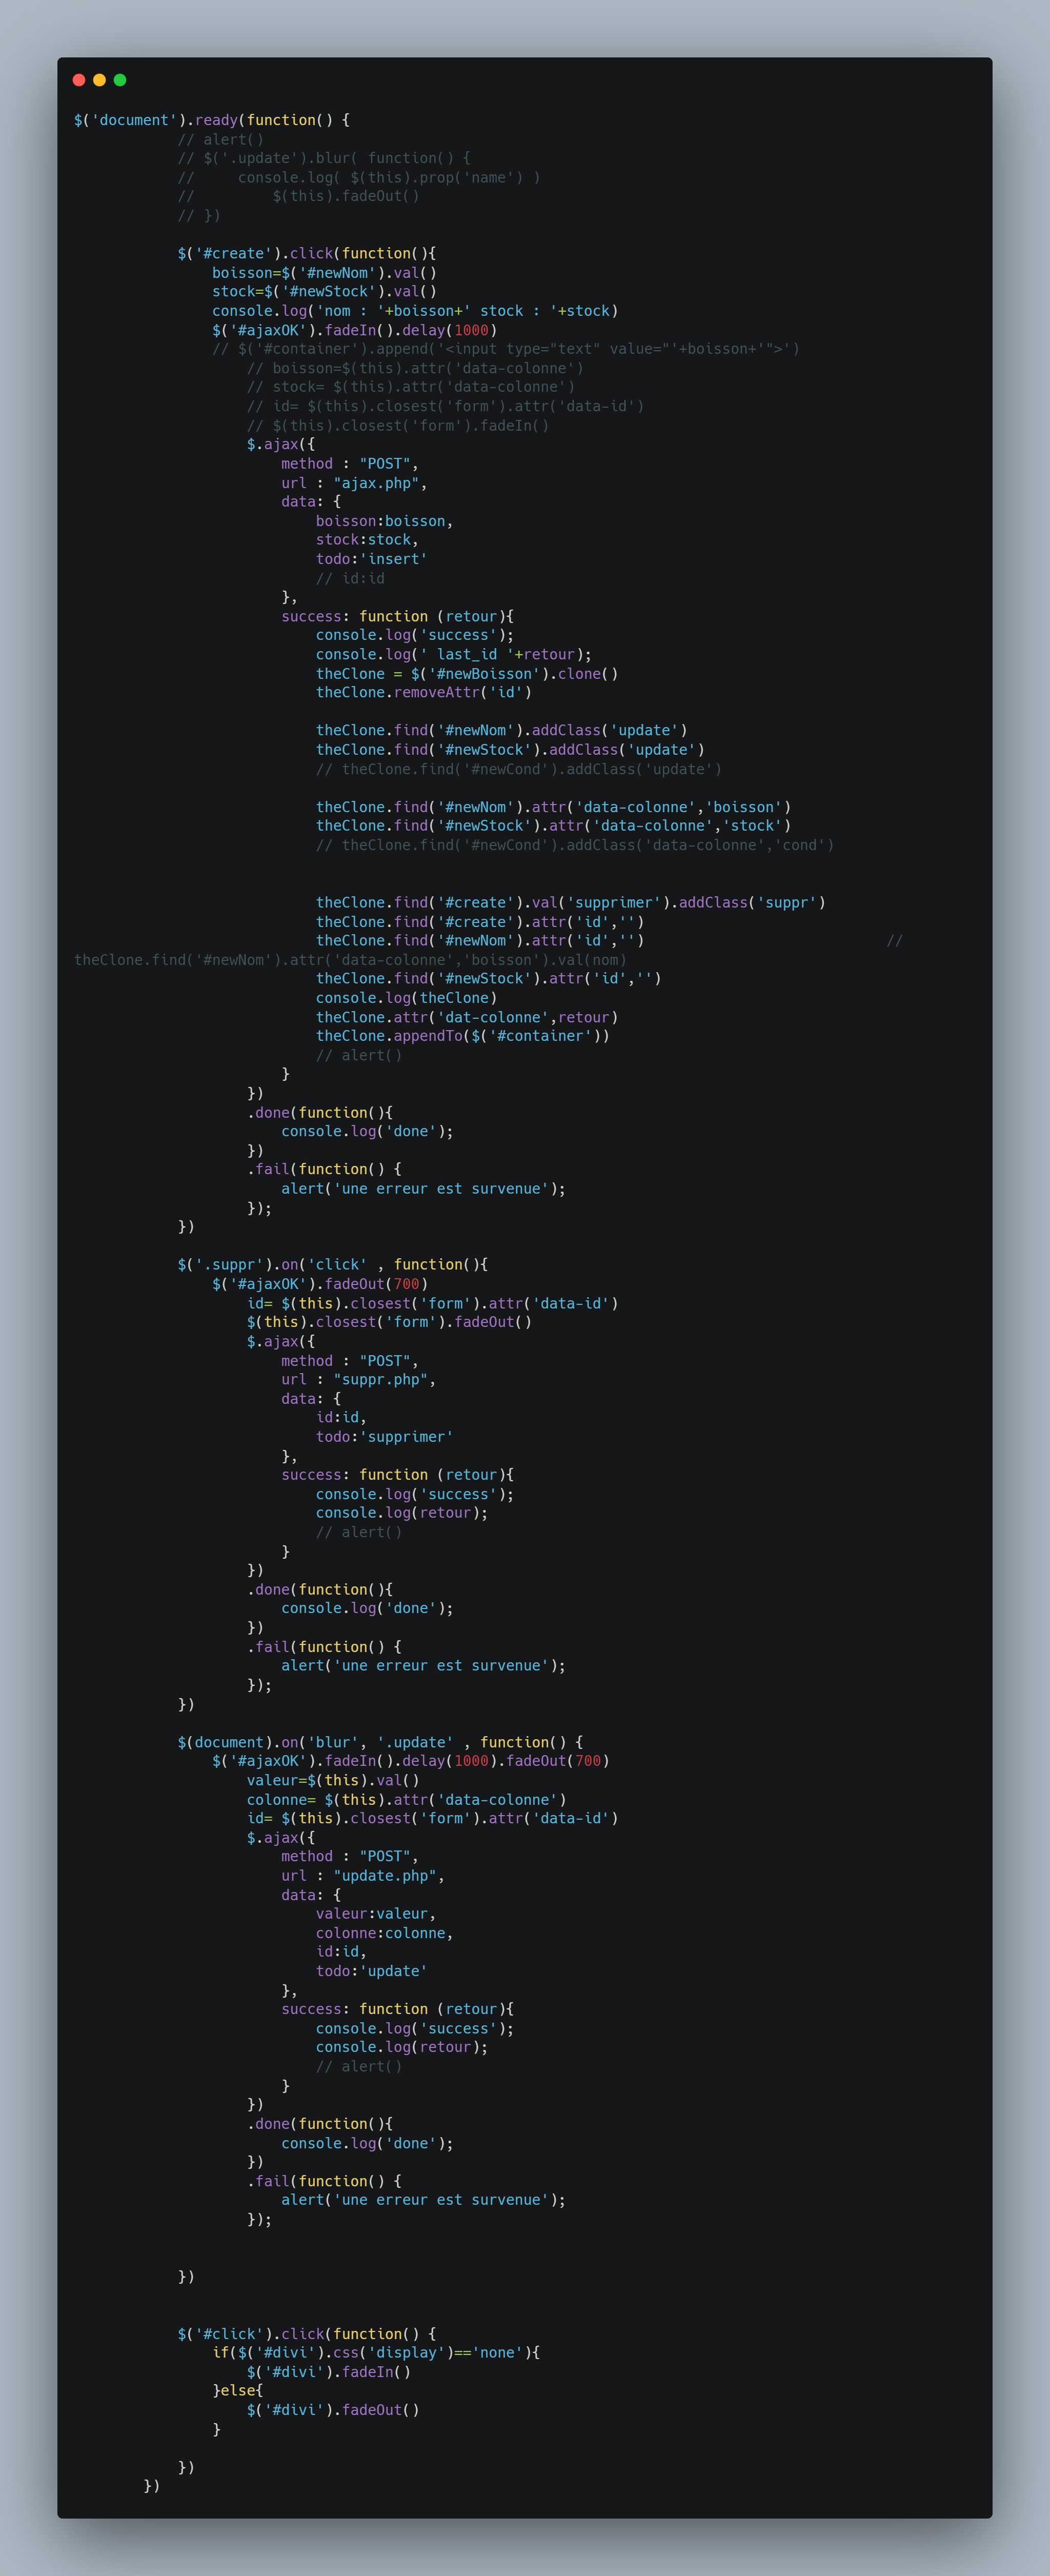 $('document').ready(function() {
            // alert()
            // $('.update').blur( function() {
            //     console.log( $(this).prop('name') )
            //         $(this).fadeOut()
            // })

            $('#create').click(function(){
                boisson=$('#newNom').val()
                stock=$('#newStock').val()
                console.log('nom : '+boisson+' stock : '+stock)
                $('#ajaxOK').fadeIn().delay(1000)
                // $('#container').append('<input type="text" value="'+boisson+'">')
                    // boisson=$(this).attr('data-colonne')
                    // stock= $(this).attr('data-colonne')
                    // id= $(this).closest('form').attr('data-id')
                    // $(this).closest('form').fadeIn()
                    $.ajax({
                        method : "POST",
                        url : "ajax.php",
                        data: {
                            boisson:boisson,
                            stock:stock,
                            todo:'insert'
                            // id:id
                        },
                        success: function (retour){
                            console.log('success');
                            console.log(' last_id '+retour);
                            theClone = $('#newBoisson').clone()
                            theClone.removeAttr('id')

                            theClone.find('#newNom').addClass('update')
                            theClone.find('#newStock').addClass('update')
                            // theClone.find('#newCond').addClass('update')

                            theClone.find('#newNom').attr('data-colonne','boisson')
                            theClone.find('#newStock').attr('data-colonne','stock')
                            // theClone.find('#newCond').addClass('data-colonne','cond')


                            theClone.find('#create').val('supprimer').addClass('suppr')
                            theClone.find('#create').attr('id','')
                            theClone.find('#newNom').attr('id','')                            //
theClone.find('#newNom').attr('data-colonne','boisson').val(nom)
                            theClone.find('#newStock').attr('id','')
                            console.log(theClone)
                            theClone.attr('dat-colonne',retour)
                            theClone.appendTo($('#container'))
                            // alert()
                        }
                    })
                    .done(function(){
                        console.log('done');
                    })
                    .fail(function() {
                        alert('une erreur est survenue');
                    });
            })

            $('.suppr').on('click' , function(){
                $('#ajaxOK').fadeOut(700)
                    id= $(this).closest('form').attr('data-id')
                    $(this).closest('form').fadeOut()
                    $.ajax({
                        method : "POST",
                        url : "suppr.php",
                        data: {
                            id:id,
                            todo:'supprimer'
                        },
                        success: function (retour){
                            console.log('success');
                            console.log(retour);
                            // alert()
                        }
                    })
                    .done(function(){
                        console.log('done');
                    })
                    .fail(function() {
                        alert('une erreur est survenue');
                    });
            })

            $(document).on('blur', '.update' , function() {
                $('#ajaxOK').fadeIn().delay(1000).fadeOut(700)
                    valeur=$(this).val()
                    colonne= $(this).attr('data-colonne')
                    id= $(this).closest('form').attr('data-id')
                    $.ajax({
                        method : "POST",
                        url : "update.php",
                        data: {
                            valeur:valeur,
                            colonne:colonne,
                            id:id,
                            todo:'update'
                        },
                        success: function (retour){
                            console.log('success');
                            console.log(retour);
                            // alert()
                        }
                    })
                    .done(function(){
                        console.log('done');
                    })
                    .fail(function() {
                        alert('une erreur est survenue');
                    });


            })


            $('#click').click(function() {
                if($('#divi').css('display')=='none'){
                    $('#divi').fadeIn()
                }else{
                    $('#divi').fadeOut()
                }

            })
        })